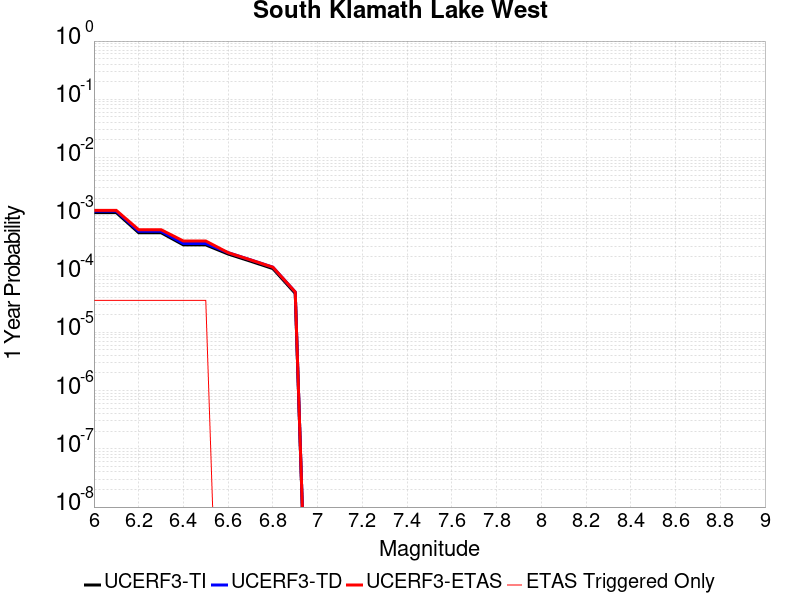 South Klamath Lake West
10^0
10^-1
10^-2
10^-3
10^-4
10^-5
10^-6
10^-7
10^-8
1 Year Probability
6 6.2 6.4 6.6 6.8 7 7.2 7.4 7.6 7.8 8 8.2 8.4 8.6 8.8 9
Magnitude
UCERF3-TI UCERF3-TD UCERF3-ETAS ETAS Triggered Only